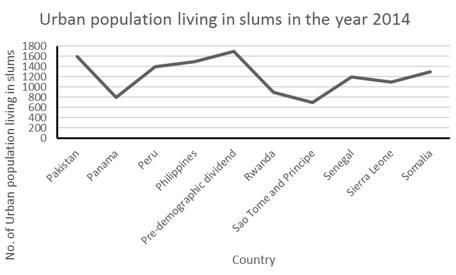 Urban population living in slums in the year 2014
No. of Urban population living in slums
1800
1600
1400
1200
1000
800
600
400
200
0
Pakistan
Panama
Peru
Philippines
Pre-demographic dividend
Rwanda
Sao Tome and Principe
Senegal
Sierra Leone
Somalia
Country